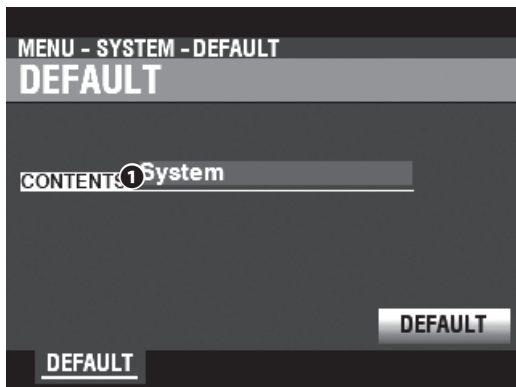 MENU - SYSTEM - DEFAULT
DEFAULT
CONTENTS 1 System
DEFAULT
DEFAULT